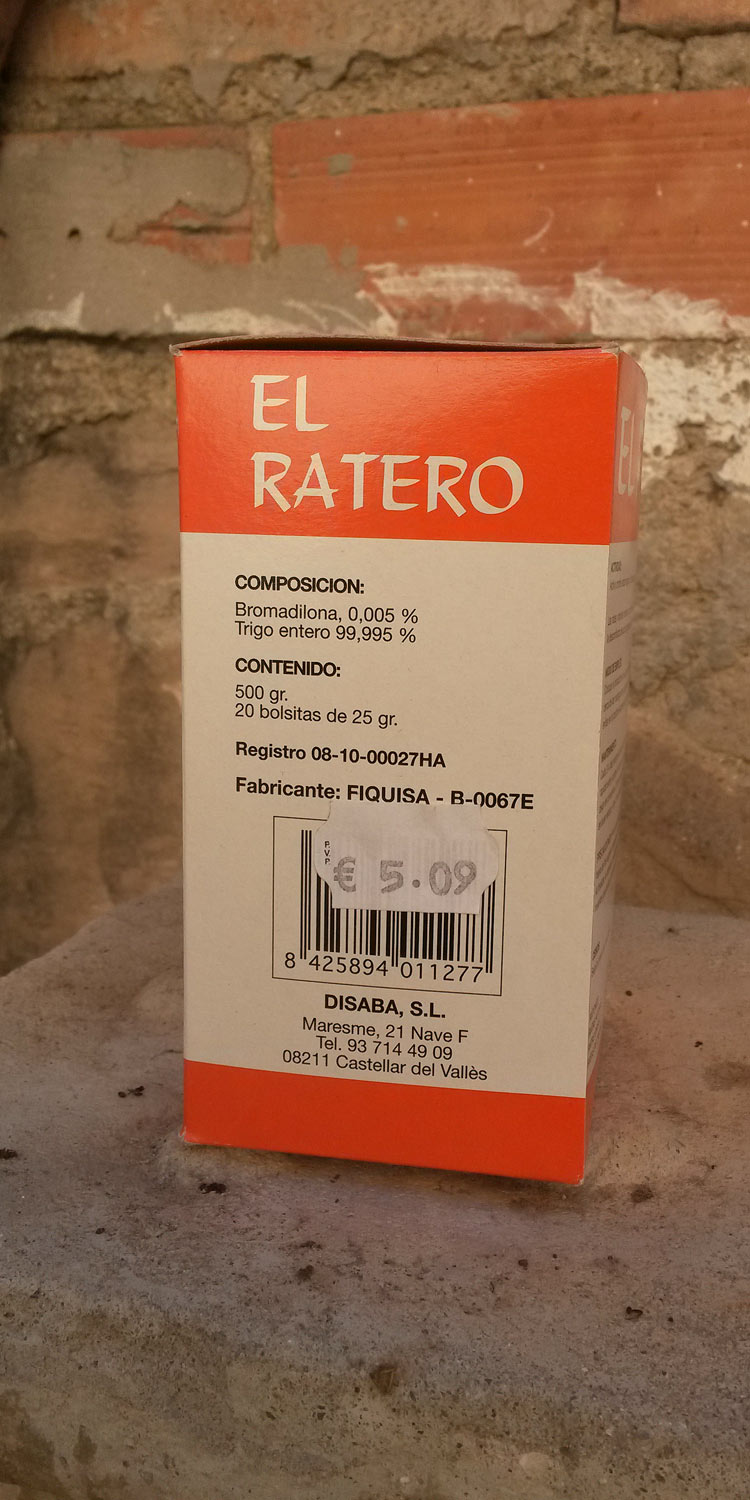 EL
RATERO
COMPOSICION:
Bromadilona, 0,005 %
Trigo entero 99,995 %
CONTENIDO:
500 gr.
20 bolsitas de 25 gr.
Registro 08-10-00027HA
Fabricante: FIQUISA - B-0067E
P.V.P.
€ 5.09
8 425894 011277
DISABA, S.L.
Maresme, 21 Nave F
Tel. 93 714 49 09
08211 Castellar del Vallès
EL